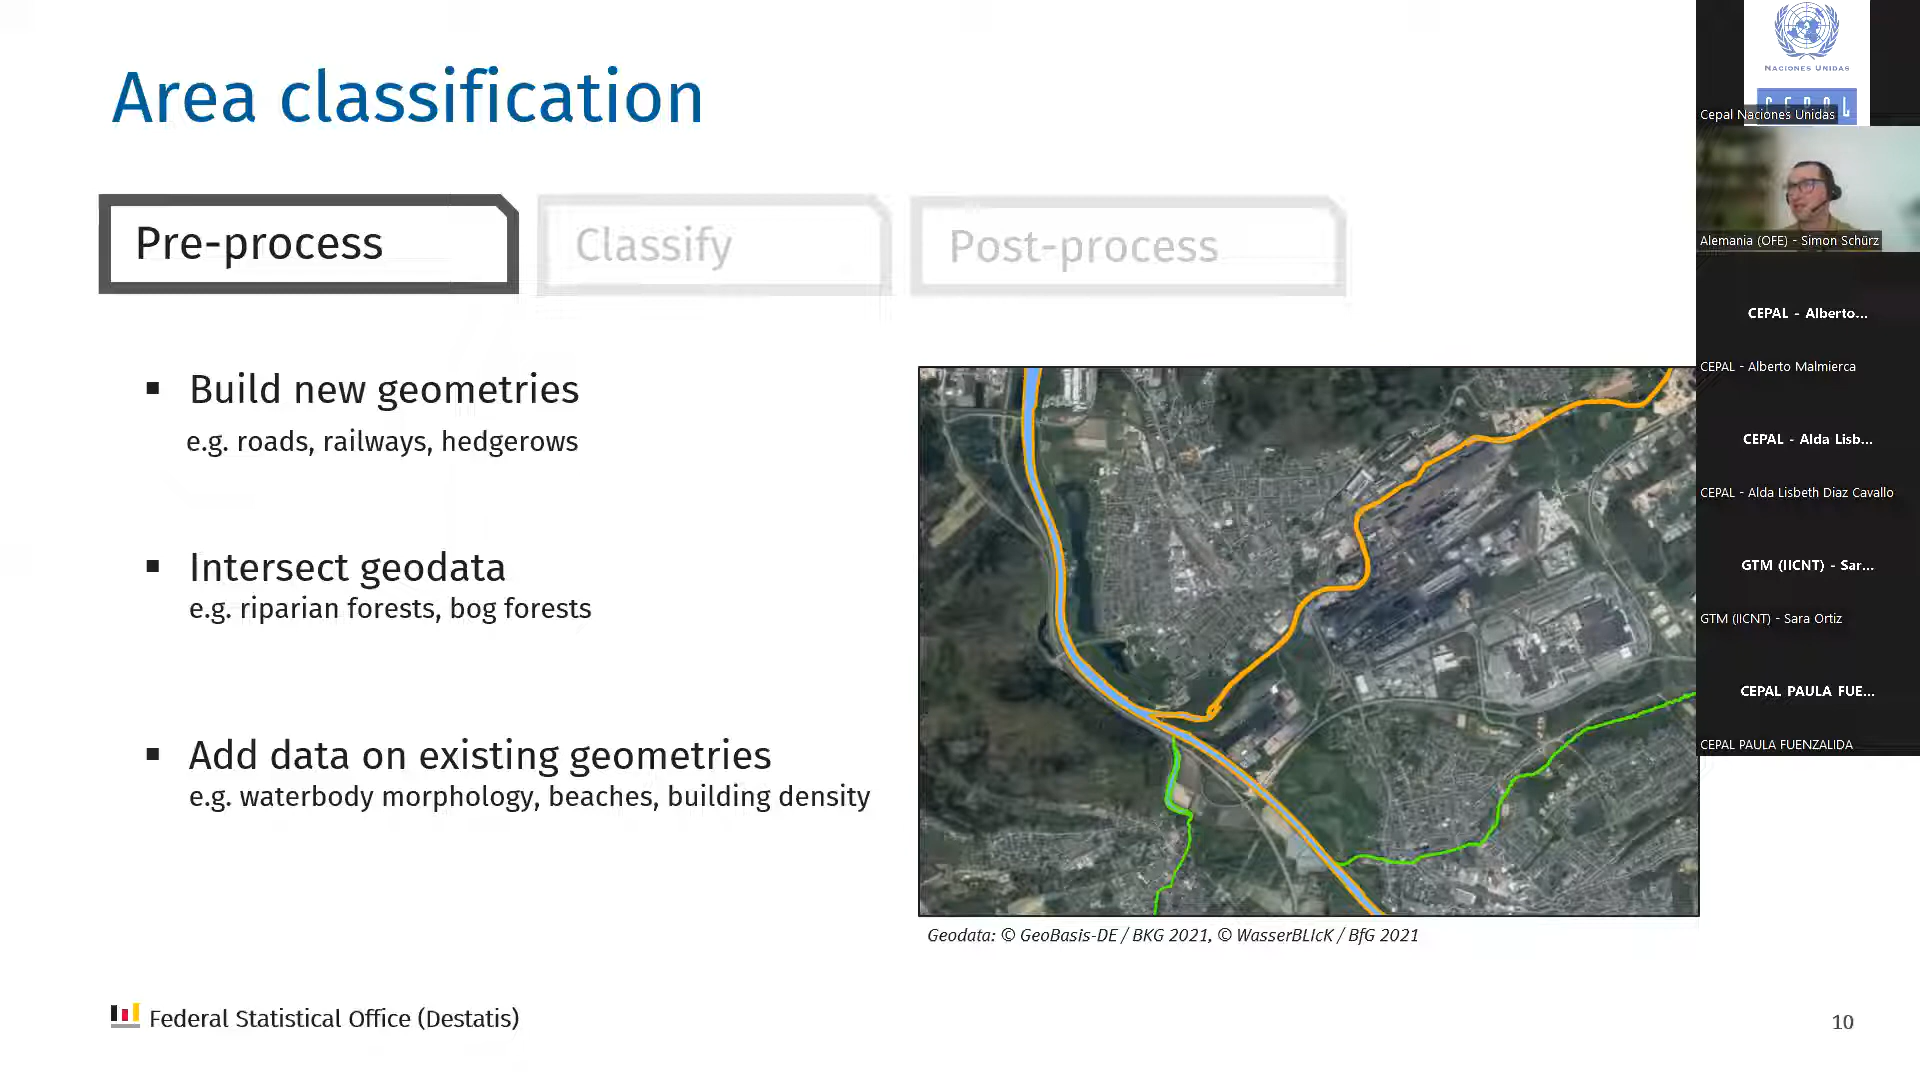 Area classification
Pre-process
Classify
Post-process
Build new geometries
e.g. roads, railways, hedgerows
Intersect geodata
e.g. riparian forests, bog forests
Add data on existing geometries
e.g. waterbody morphology, beaches, building density
Geodata: © GeoBasis-DE / BKG 2021, © WasserBLIcK / BfG 2021
Federal Statistical Office (Destatis)
10
NACIONES UNIDAS
CEPAL
Cepal Naciones Unidas
Alemania (OFE) - Simon Schürz
CEPAL - Alberto...
CEPAL - Alberto Malmierca
CEPAL - Alda Lisb...
CEPAL - Alda Lisbeth Diaz Cavallo
GTM (IICNT) - Sar...
GTM (IICNT) - Sara Ortiz
CEPAL PAULA FUE...
CEPAL PAULA FUENZALIDA